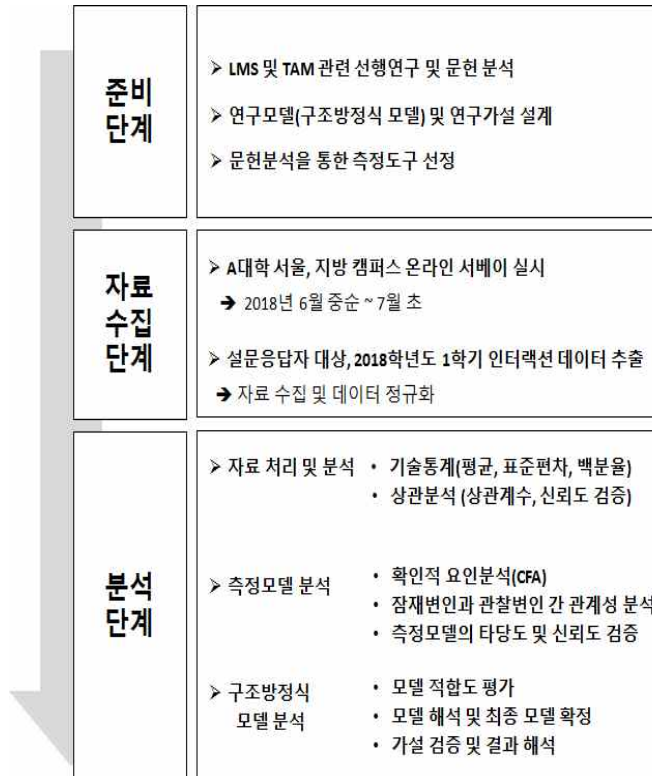 준비
단계
➢ LMS 및 TAM 관련 선행연구 및 문헌 분석
➢ 연구모델(구조방정식 모델) 및 연구가설 설계
➢ 문헌분석을 통한 측정도구 선정
자료
수집
단계
➢ A대학 서울, 지방 캠퍼스 온라인 서베이 실시
➔ 2018년 6월 중순 ~ 7월 초
➢ 설문응답자 대상, 2018학년도 1학기 인터랙션 데이터 추출
➔ 자료 수집 및 데이터 정규화
분석
단계
➢ 자료 처리 및 분석 • 기술통계(평균, 표준편차, 백분율)
• 상관분석 (상관계수, 신뢰도 검증)
➢ 측정모델 분석 • 확인적 요인분석(CFA)
• 잠재변인과 관찰변인 간 관계성 분석
• 측정모델의 타당도 및 신뢰도 검증
➢ 구조방정식 • 모델 적합도 평가
모델 분석 • 모델 해석 및 최종 모델 확정
• 가설 검증 및 결과 해석